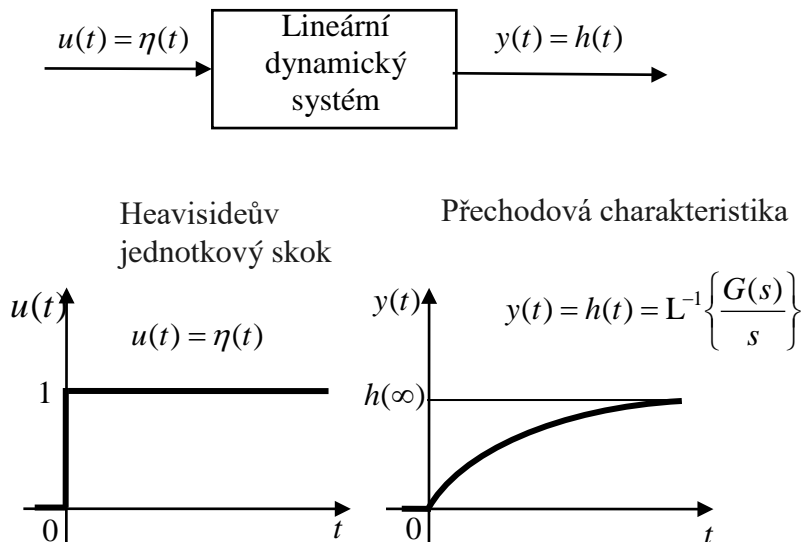 u(t) = η(t)
Lineární
dynamický
systém
y(t) = h(t)
Heavisideův
jednotkový skok
Přechodová charakteristika
u(t)
u(t) = η(t)
1
0
t
y(t)
y(t) = h(t) = L⁻¹{G(s)/s}
h(∞)
0
t